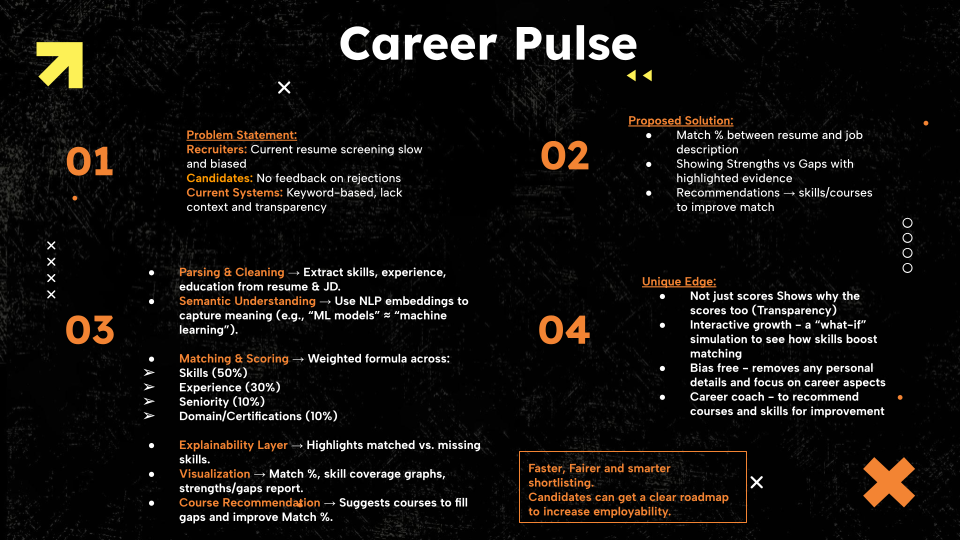 Career Pulse
01
Problem Statement:
Recruiters: Current resume screening slow
and biased
Candidates: No feedback on rejections
Current Systems: Keyword-based, lack
context and transparency
02
Proposed Solution:
● Match % between resume and job
description
● Showing Strengths vs Gaps with
highlighted evidence
● Recommendations → skills/courses
to improve match
03
● Parsing & Cleaning → Extract skills, experience,
education from resume & JD.
● Semantic Understanding → Use NLP embeddings to
capture meaning (e.g., “ML models” ≈ “machine
learning”).
● Matching & Scoring → Weighted formula across:
➢ Skills (50%)
➢ Experience (30%)
➢ Seniority (10%)
➢ Domain/Certifications (10%)
● Explainability Layer → Highlights matched vs. missing
skills.
● Visualization → Match %, skill coverage graphs,
strengths/gaps report.
● Course Recommendation → Suggests courses to fill
gaps and improve Match %.
04
Unique Edge:
● Not just scores Shows why the
scores too (Transparency)
● Interactive growth - a “what-if”
simulation to see how skills boost
matching
● Bias free - removes any personal
details and focus on career aspects
● Career coach - to recommend
courses and skills for improvement
Faster, Fairer and smarter
shortlisting.
Candidates can get a clear roadmap
to increase employability.